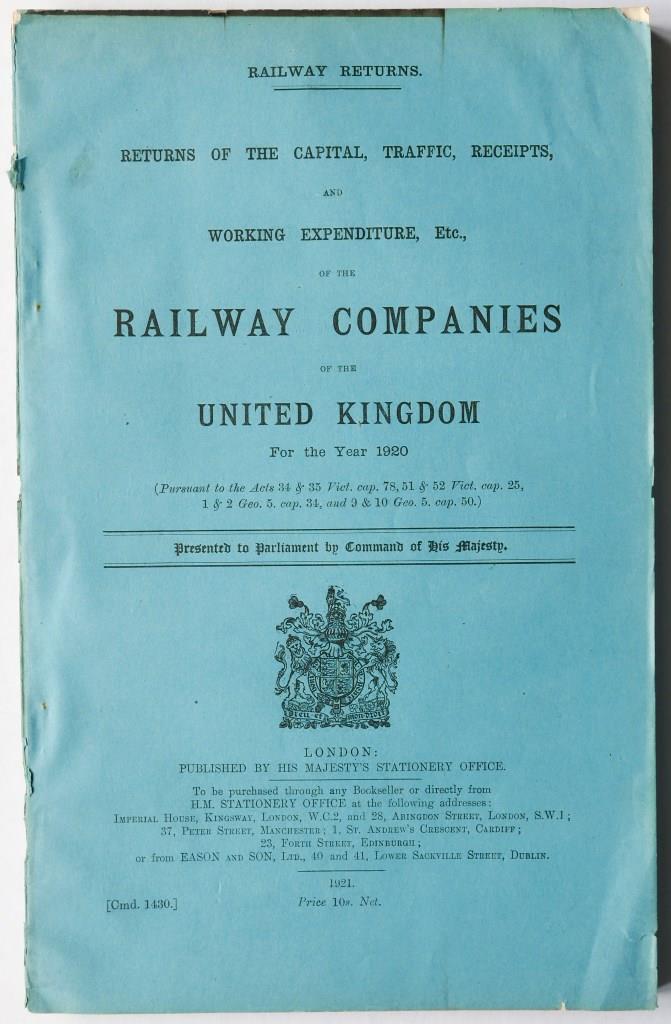 RAILWAY RETURNS.
RETURNS OF THE CAPITAL, TRAFFIC, RECEIPTS,
AND
WORKING EXPENDITURE, Etc.,
OF THE
RAILWAY COMPANIES
OF THE
UNITED KINGDOM
For the Year 1920
(Pursuant to the Acts 34 & 35 Vict. cap. 78, 51 & 52 Vict. cap. 25,
1 & 2 Geo. 5. cap. 34, and 9 & 10 Geo. 5. cap. 50.)
Presented to Parliament by Command of His Majesty.
DIEU ET MON DROIT
LONDON:
PUBLISHED BY HIS MAJESTY'S STATIONERY OFFICE.
To be purchased through any Bookseller or directly from
H.M. STATIONERY OFFICE at the following addresses:
IMPERIAL HOUSE, KINGSWAY, LONDON, W.C.2, and 28, ABINGDON STREET, LONDON, S.W.1;
37, PETER STREET, MANCHESTER; 1, ST. ANDREW'S CRESCENT, CARDIFF;
23, FORTH STREET, EDINBURGH;
or from EASON AND SON, LTD., 40 and 41, LOWER SACKVILLE STREET, DUBLIN.
1921.
[Cmd. 1430.]
Price 10s. Net.